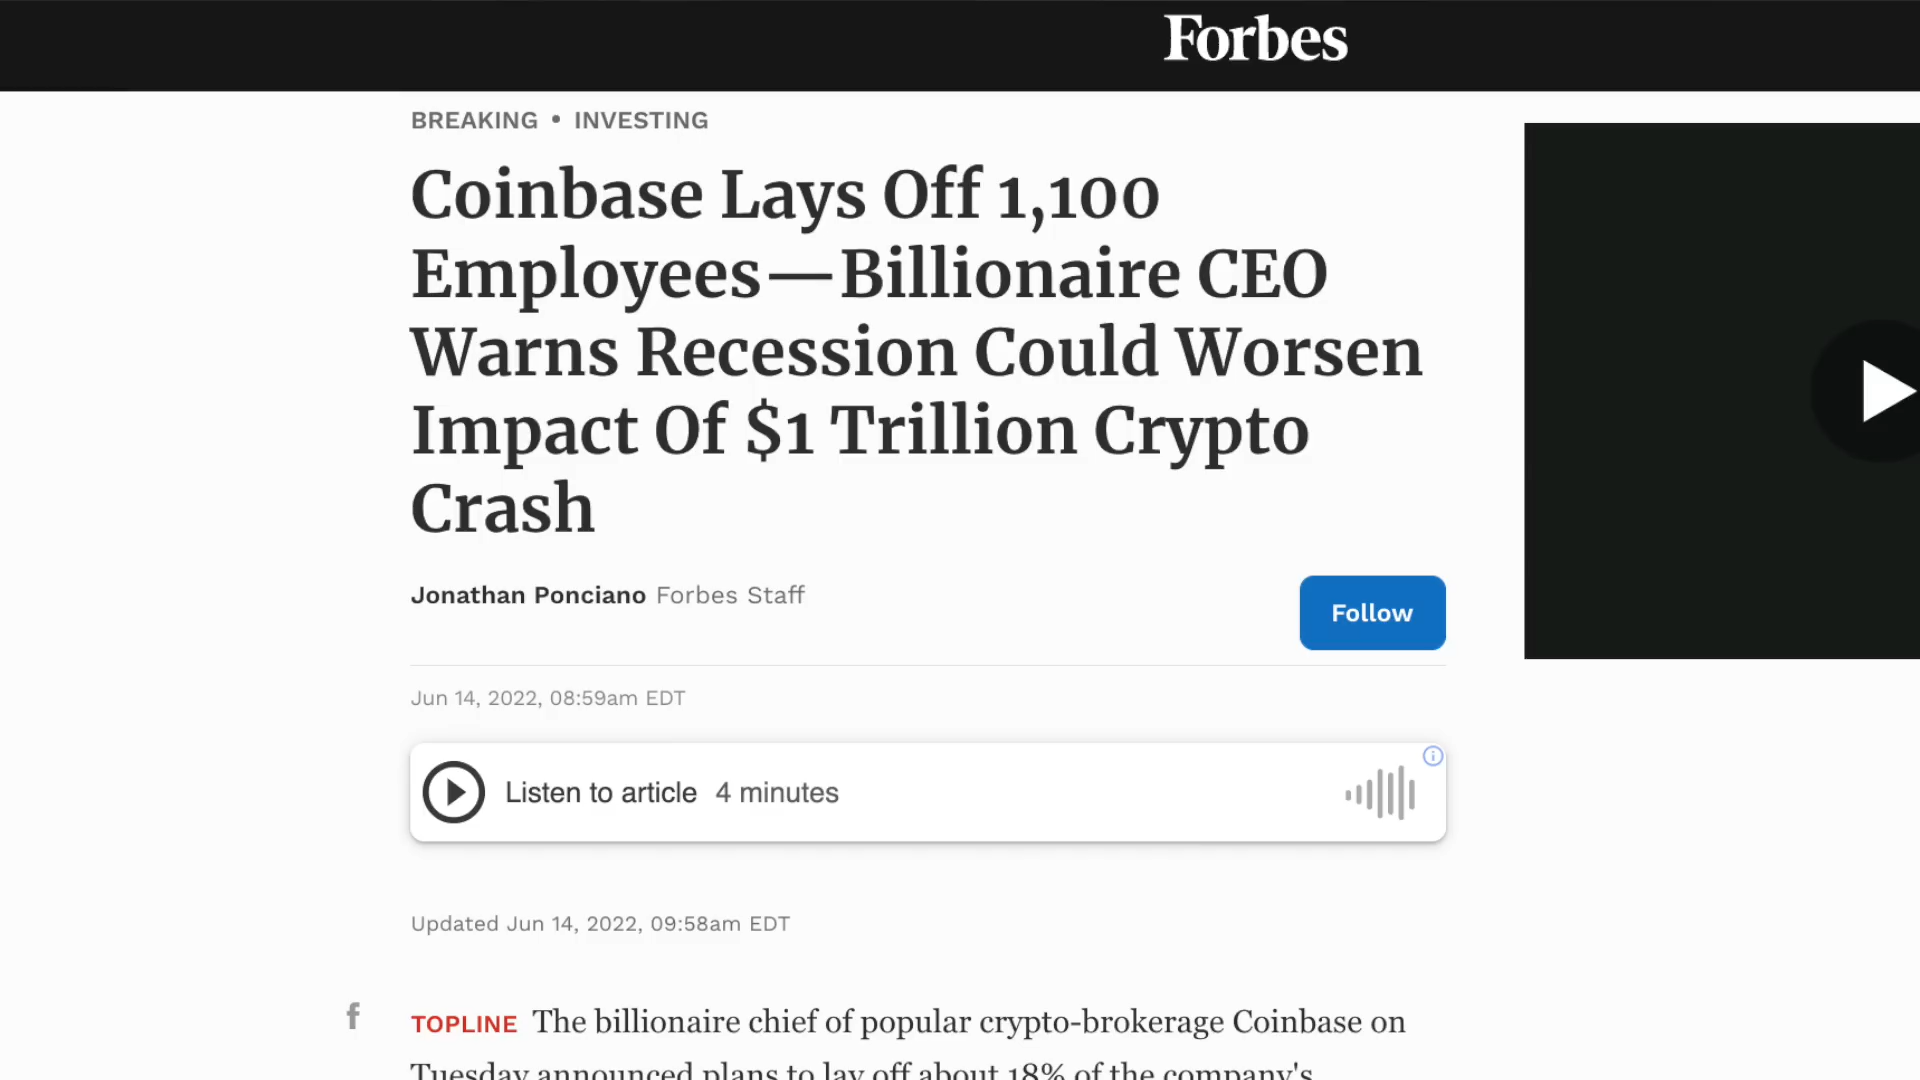 Forbes
BREAKING • INVESTING
Coinbase Lays Off 1,100
Employees—Billionaire CEO
Warns Recession Could Worsen
Impact Of $1 Trillion Crypto
Crash
Jonathan Ponciano Forbes Staff
Follow
Jun 14, 2022, 08:59am EDT
Listen to article 4 minutes
Updated Jun 14, 2022, 09:58am EDT
TOPLINE The billionaire chief of popular crypto-brokerage Coinbase on
Tuesday announced plans to lay off about 18% of the company's